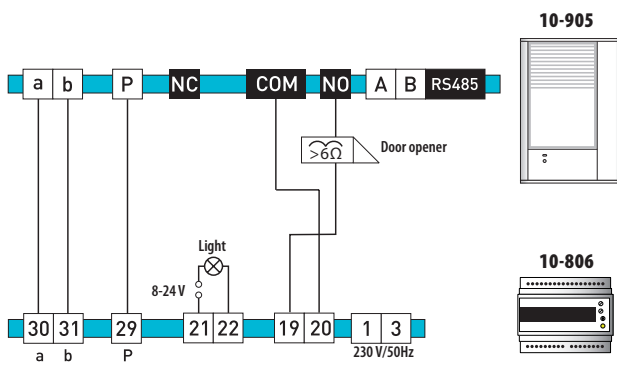 10-905
a b P NC COM NO A B RS485
>6Ω Door opener
Light
8-24 V
10-806
30 31 29 21 22 19 20 1 3
a b P 230 V/50Hz